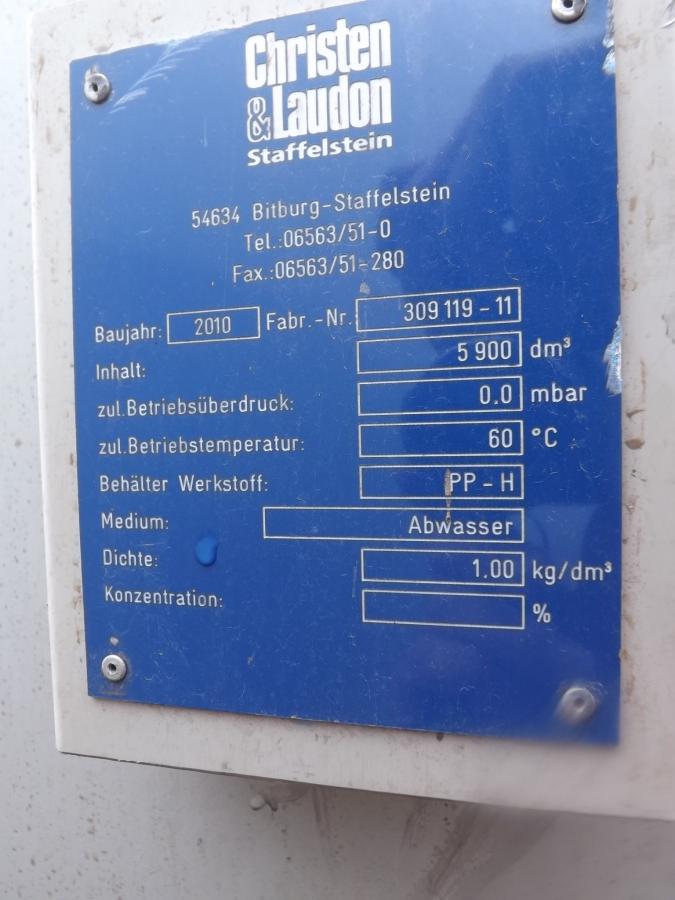 Christen
& Laudon
Staffelstein
54634 Bitburg-Staffelstein
Tel.:06563/51-0
Fax.:06563/51-280
Baujahr: 2010 Fabr.-Nr.: 309 119 - 11
Inhalt: 5 900 dm³
zul.Betriebsüberdruck: 0.0 mbar
zul.Betriebstemperatur: 60 °C
Behälter Werkstoff: PP - H
Medium: Abwasser
Dichte: 1.00 kg/dm³
Konzentration: %